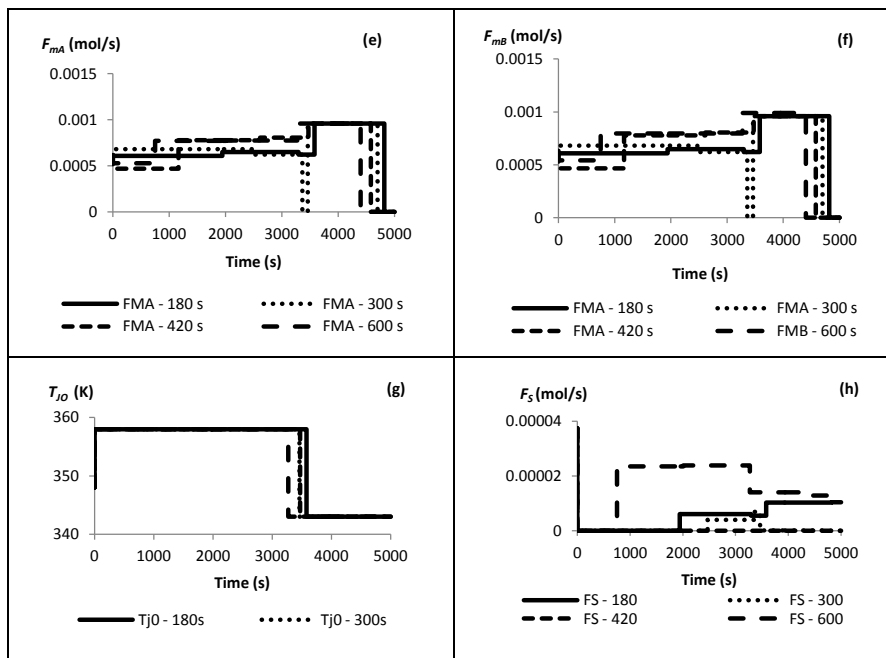 F_mA (mol/s) (e)
0.0015
0.001
0.0005
0
0 1000 2000 3000 4000 5000
Time (s)
FMA - 180 s FMA - 300 s
FMA - 420 s FMA - 600 s
F_mB (mol/s) (f)
0.0015
0.001
0.0005
0
0 1000 2000 3000 4000 5000
Time (s)
FMA - 180 s FMA - 300 s
FMA - 420 s FMB - 600 s
T_JO (K) (g)
360
350
340
0 1000 2000 3000 4000 5000
Time (s)
Tj0 - 180s Tj0 - 300s
F_S (mol/s) (h)
0.00004
0.00002
0
0 1000 2000 3000 4000 5000
Time (s)
FS - 180 FS - 300
FS - 420 FS - 600